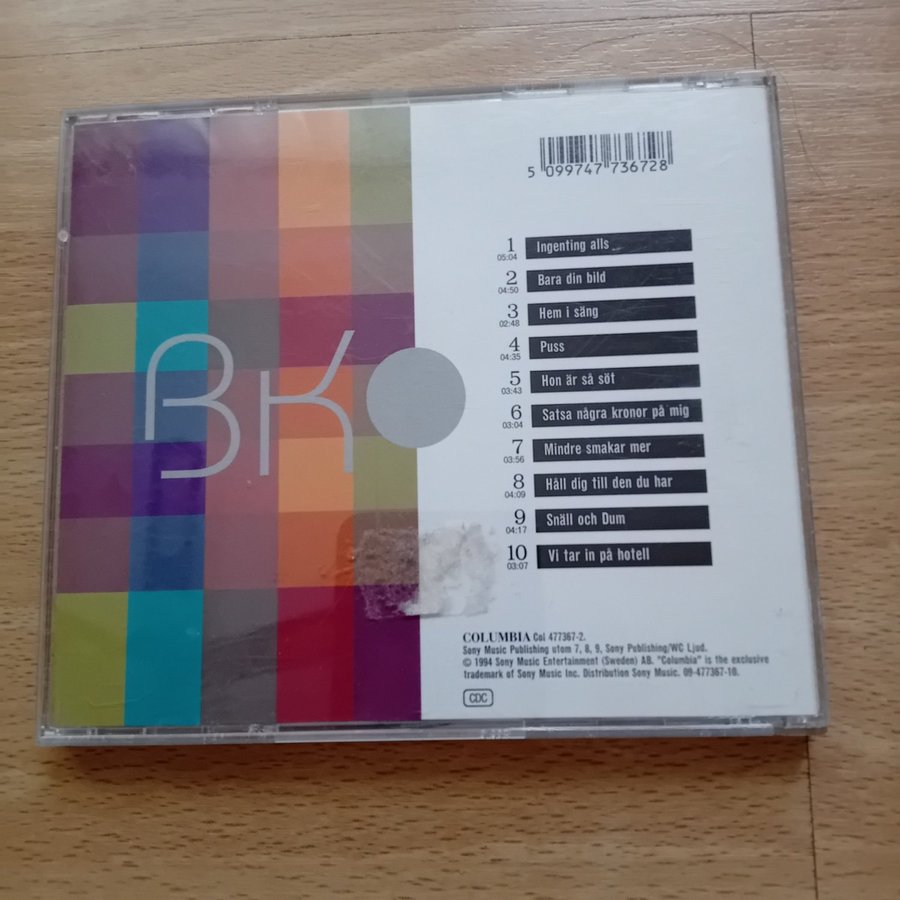 BK
5 099747 736728
1 Ingenting alls
05:04
2 Bara din bild
04:50
3 Hem i säng
02:48
4 Puss
04:35
5 Hon är så söt
03:43
6 Satsa några kronor på mig
03:04
7 Mindre smakar mer
03:56
8 Håll dig till den du har
04:09
9 Snäll och Dum
04:17
10 Vi tar in på hotell
03:07
COLUMBIA Col 477367-2.
Sony Music Publishing utom 7, 8, 9, Sony Publishing/WC Ljud.
© 1994 Sony Music Entertainment (Sweden) AB. "Columbia" is the exclusive
trademark of Sony Music Inc. Distribution Sony Music. 09-477367-10.
CDC